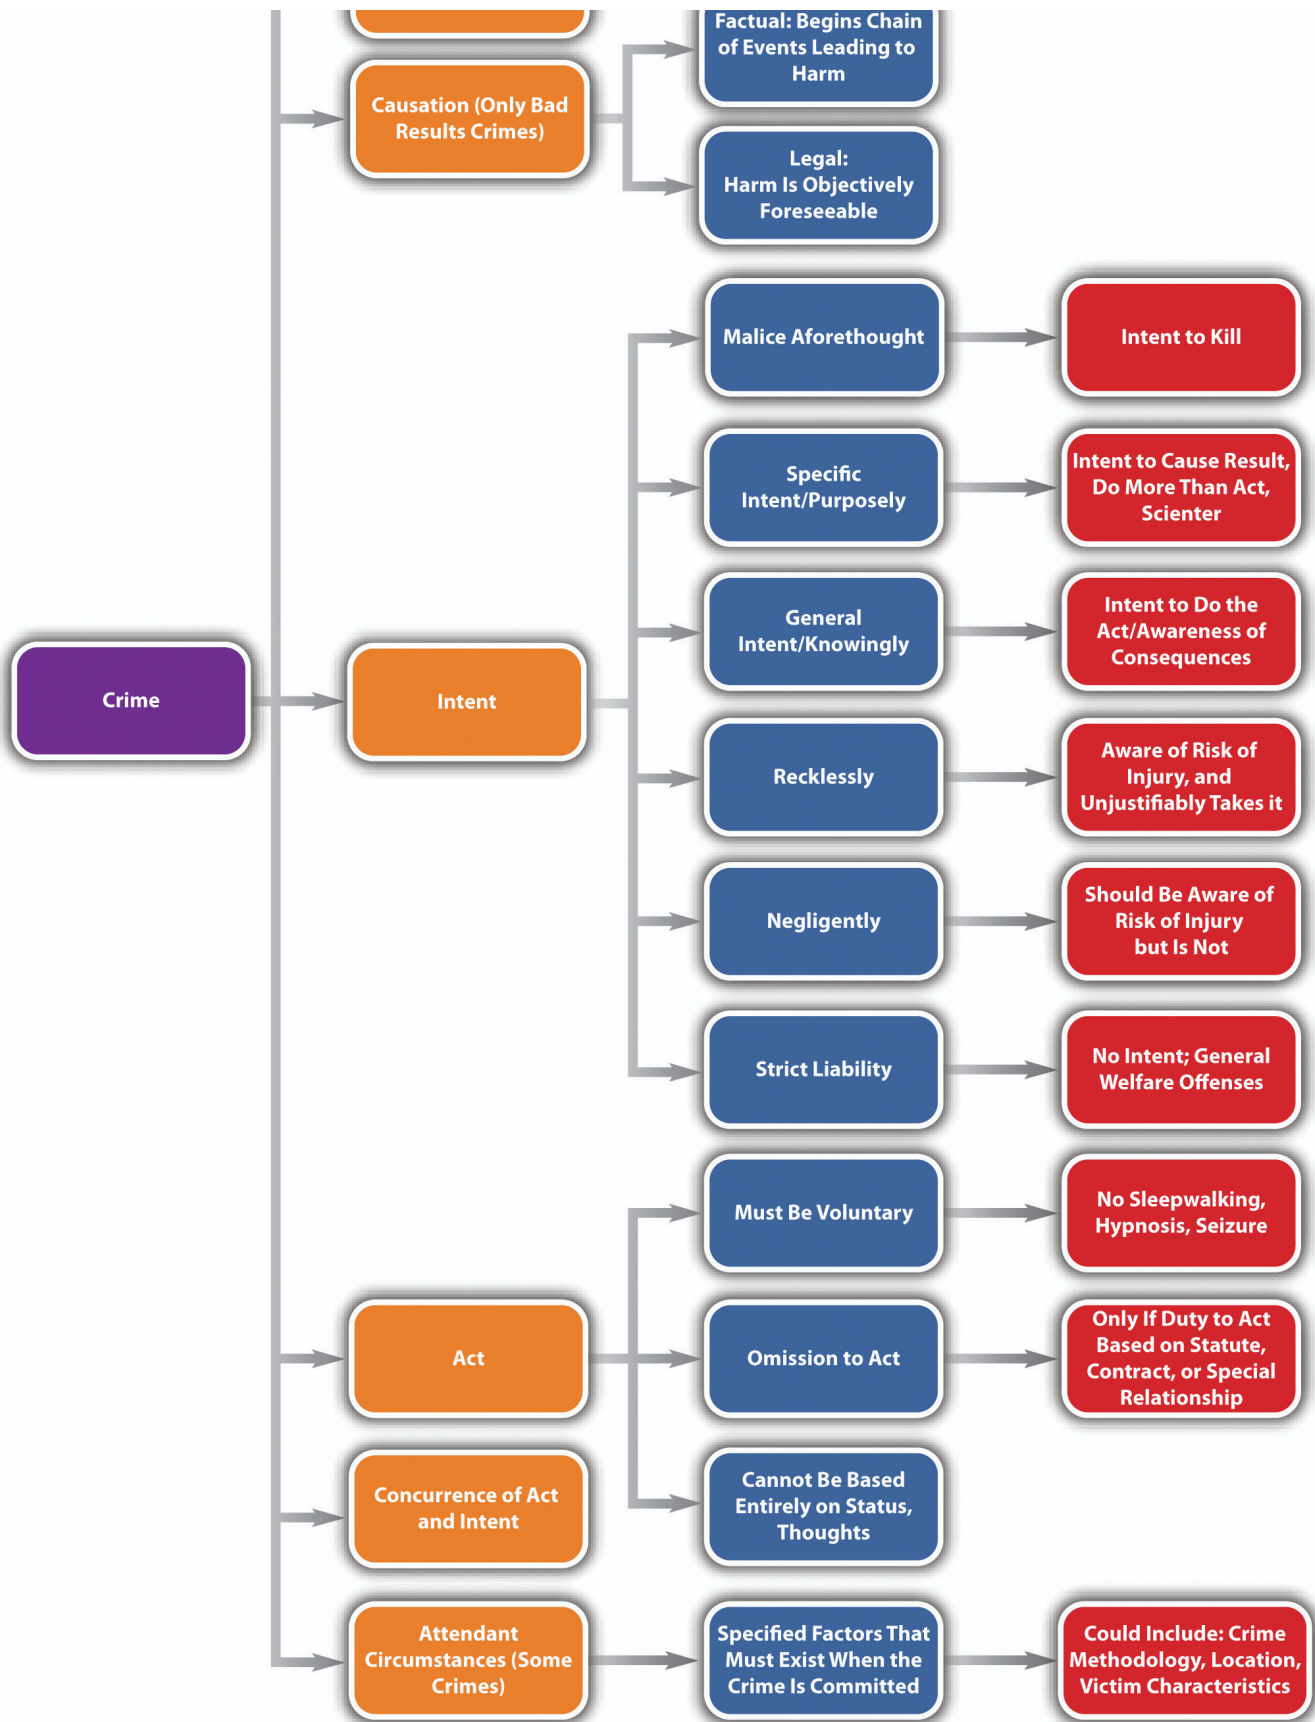 Factual: Begins Chain
of Events Leading to
Harm
Causation (Only Bad
Results Crimes)
Legal:
Harm Is Objectively
Foreseeable
Malice Aforethought
Intent to Kill
Specific
Intent/Purposely
Intent to Cause Result,
Do More Than Act,
Scienter
General
Intent/Knowingly
Intent to Do the
Act/Awareness of
Consequences
Crime
Intent
Recklessly
Aware of Risk of
Injury, and
Unjustifiably Takes it
Negligently
Should Be Aware of
Risk of Injury
but Is Not
Strict Liability
No Intent; General
Welfare Offenses
Must Be Voluntary
No Sleepwalking,
Hypnosis, Seizure
Act
Omission to Act
Only If Duty to Act
Based on Statute,
Contract, or Special
Relationship
Concurrence of Act
and Intent
Cannot Be Based
Entirely on Status,
Thoughts
Attendant
Circumstances (Some
Crimes)
Specified Factors That
Must Exist When the
Crime Is Committed
Could Include: Crime
Methodology, Location,
Victim Characteristics